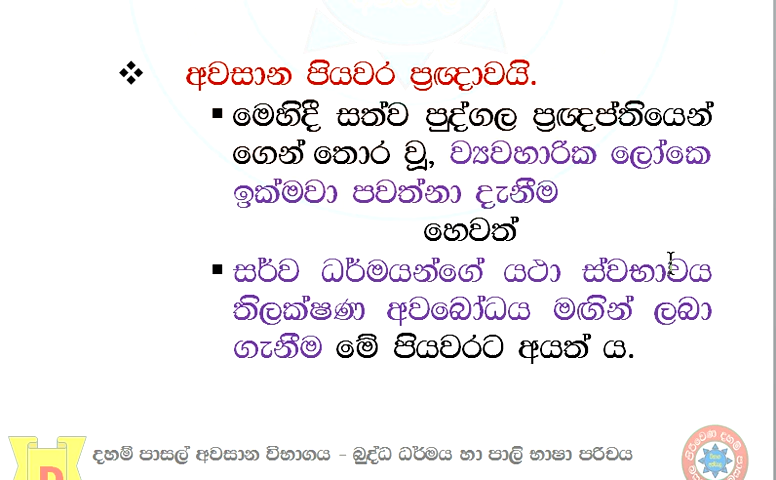 ❖ අවසාන පියවර ප්‍රඥාවයි.
▪ මෙහිදී සත්ව පුද්ගල ප්‍රඥප්තියෙන්
ගෙන් තොර වූ, ව්‍යවහාරික ලෝකෙ
ඉක්මවා පවත්නා දැනීම
හෙවත්
▪ සර්ව ධර්මයන්ගේ යථා ස්වභාවය
තිලක්ෂණ අවබෝධය මඟින් ලබා
ගැනීම මේ පියවරට අයත් ය.
දහම් පාසල් අවසාන විභාගය - බුද්ධ ධර්මය හා පාලි භාෂා පරිචය